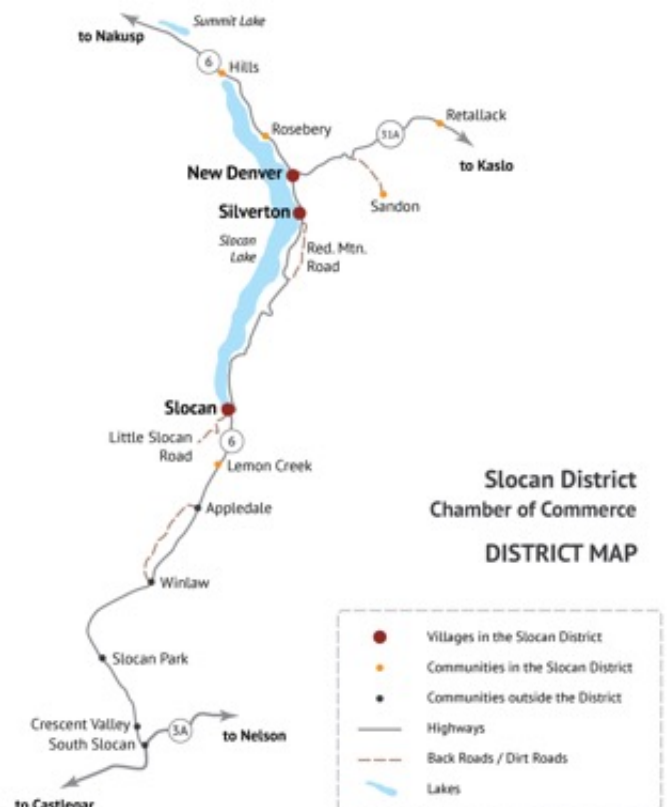 Summit Lake
to Nakusp
6
Hills
Retallack
31A
Rosebery
to Kaslo
New Denver
Sandon
Silverton
Slocan
Lake
Red. Mtn.
Road
Slocan
Little Slocan
Road
6
Lemon Creek
Slocan District
Chamber of Commerce
DISTRICT MAP
Appledale
Winlaw
Slocan Park
Crescent Valley
South Slocan
3A
to Nelson
to Castlegar
Villages in the Slocan District
Communities in the Slocan District
Communities outside the District
Highways
Back Roads / Dirt Roads
Lakes